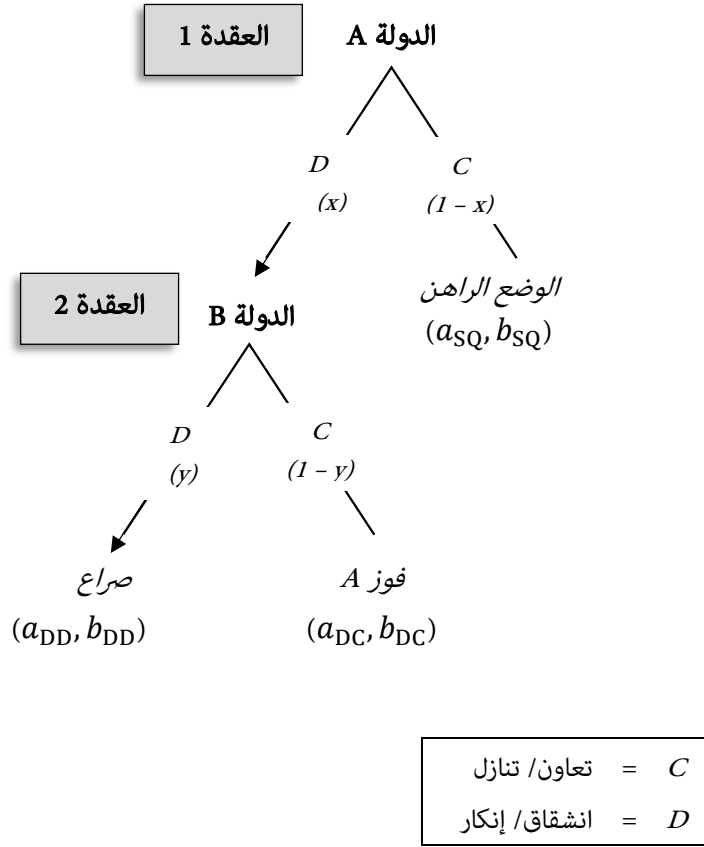 العقدة 1
الدولة A
D
C
(x)
(1 – x)
الوضع الراهن
(a_SQ, b_SQ)
العقدة 2
الدولة B
D
C
(y)
(1 – y)
صراع
فوز A
(a_DD, b_DD)
(a_DC, b_DC)
C = تعاون/ تنازل
D = انشقاق/ إنكار